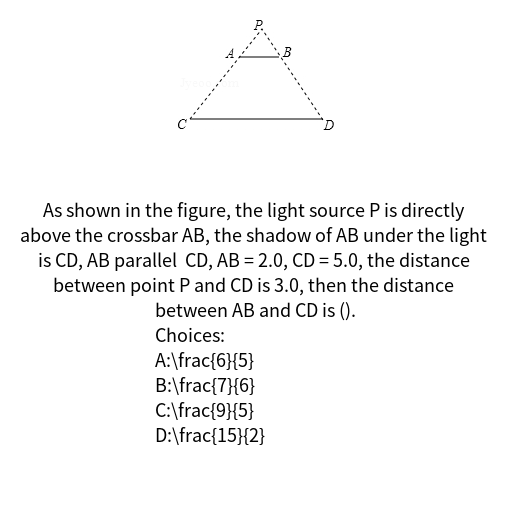 P
A
B
C
D
As shown in the figure, the light source P is directly
above the crossbar AB, the shadow of AB under the light
is CD, AB parallel  CD, AB = 2.0, CD = 5.0, the distance
between point P and CD is 3.0, then the distance
between AB and CD is ().
Choices:
A:\frac{6}{5}
B:\frac{7}{6}
C:\frac{9}{5}
D:\frac{15}{2}